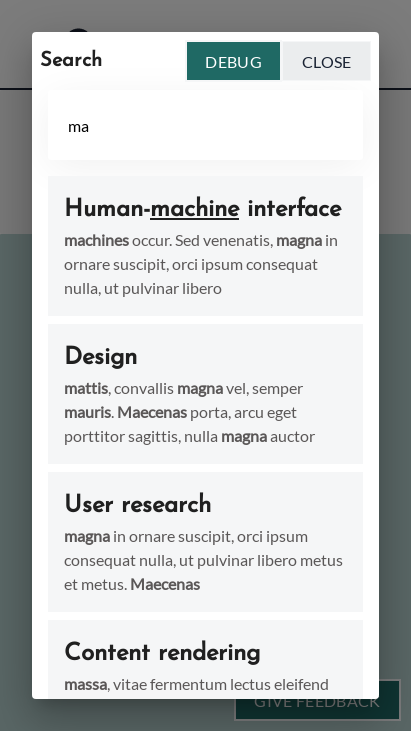 Search
DEBUG
CLOSE
ma
Human-machine interface
machines occur. Sed venenatis, magna in
ornare suscipit, orci ipsum consequat
nulla, ut pulvinar libero
Design
mattis, convallis magna vel, semper
mauris. Maecenas porta, arcu eget
porttitor sagittis, nulla magna auctor
User research
magna in ornare suscipit, orci ipsum
consequat nulla, ut pulvinar libero metus
et metus. Maecenas
Content rendering
massa, vitae fermentum lectus eleifend
GIVE FEEDBACK